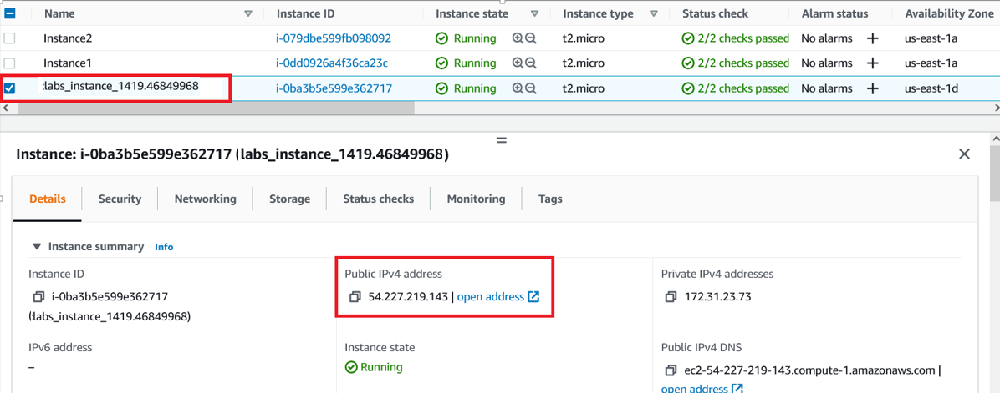 Name Instance ID Instance state Instance type Status check Alarm status Availability Zone
Instance2 i-079dbe599fb098092 Running t2.micro 2/2 checks passed No alarms + us-east-1a
Instance1 i-0dd0926a4f36ca23c Running t2.micro 2/2 checks passed No alarms + us-east-1a
:labs_instance_1419.46849968 i-0ba3b5e599e362717 Running t2.micro 2/2 checks passed No alarms + us-east-1d
Instance: i-0ba3b5e599e362717 (labs_instance_1419.46849968)
Details Security Networking Storage Status checks Monitoring Tags
Instance summary Info
Instance ID Public IPv4 address Private IPv4 addresses
i-0ba3b5e599e362717 54.227.219.143 | open address 172.31.23.73
(:labs_instance_1419.46849968)
IPv6 address Instance state Public IPv4 DNS
– Running ec2-54-227-219-143.compute-1.amazonaws.com |
open address